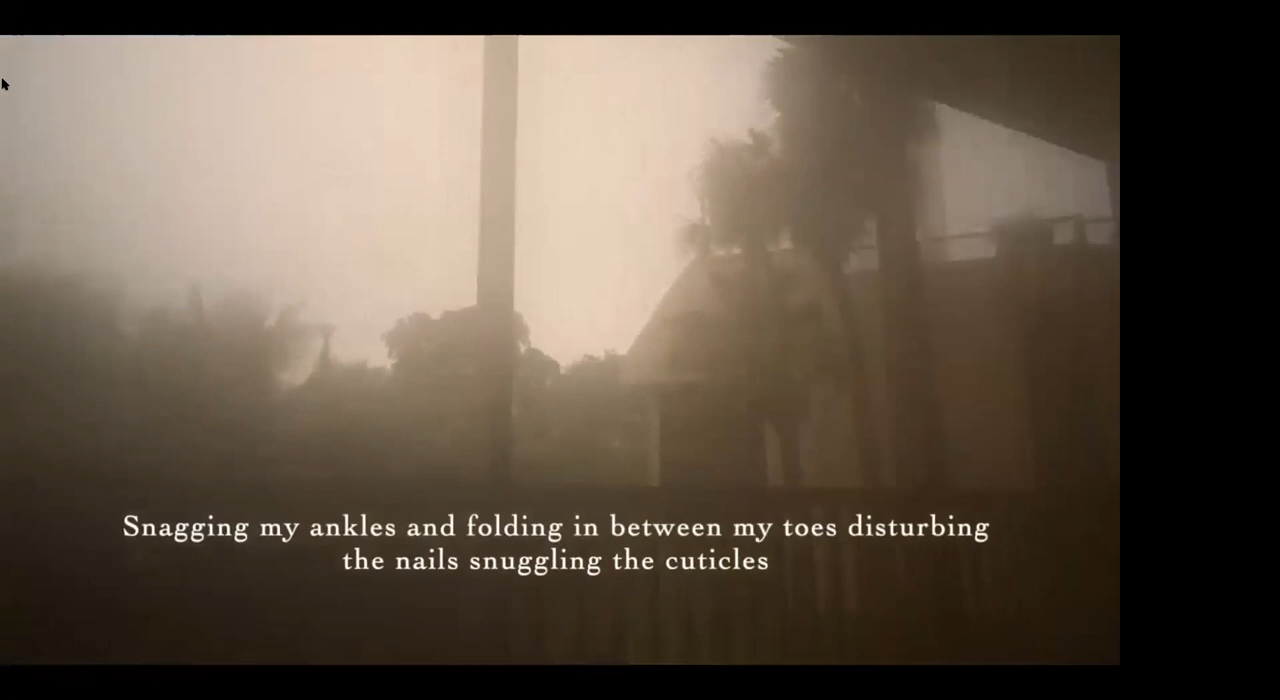 Snagging my ankles and folding in between my toes disturbing
the nails snuggling the cuticles